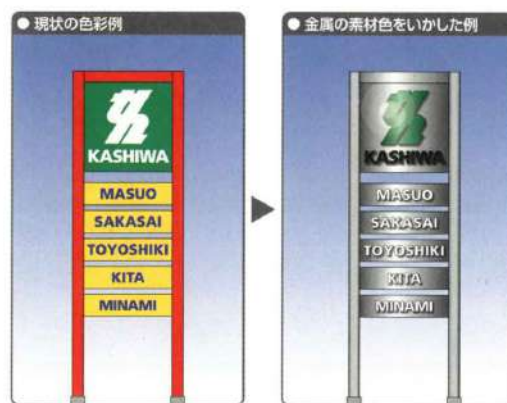 ● 現状の色彩例
KASHIWA
MASUO
SAKASAI
TOYOSHIKI
KITA
MINAMI
● 金属の素材色をいかした例
KASHIWA
MASUO
SAKASAI
TOYOSHIKI
KITA
MINAMI